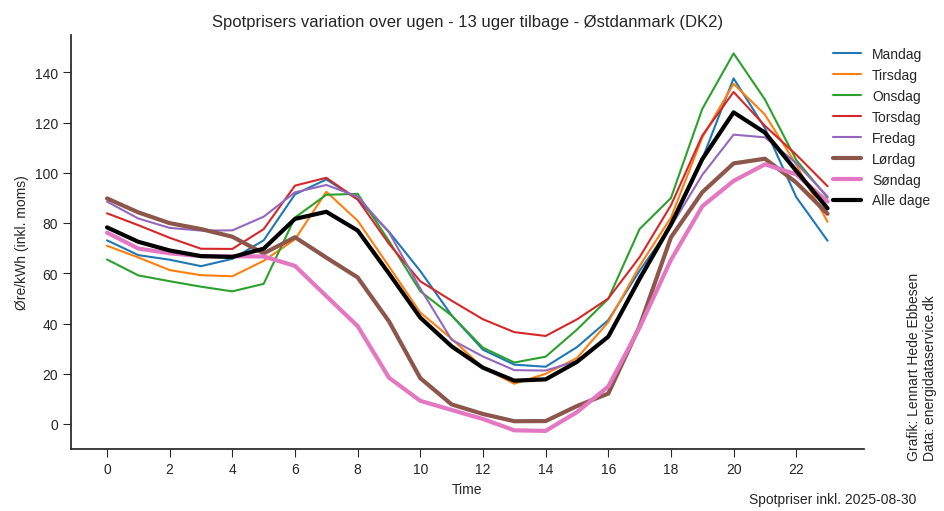 Spotprisers variation over ugen - 13 uger tilbage - Østdanmark (DK2)
Øre/kWh (inkl. moms)
140
120
100
80
60
40
20
0
0 2 4 6 8 10 12 14 16 18 20 22
Time
Mandag
Tirsdag
Onsdag
Torsdag
Fredag
Lørdag
Søndag
Alle dage
Grafik: Lennart Hede Ebbesen
Data: energidataservice.dk
Spotpriser inkl. 2025-08-30